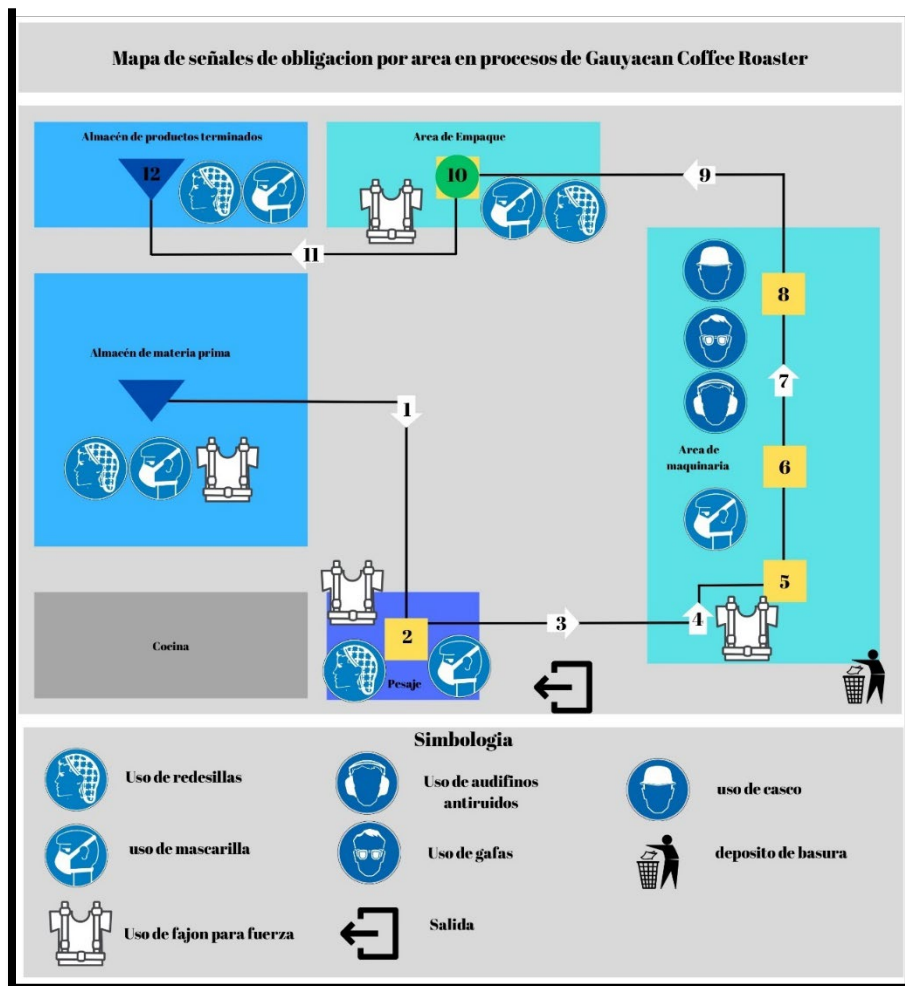 Mapa de señales de obligacion por area en procesos de Gauyacan Coffee Roaster
Almacén de productos terminados
12
Area de Empaque
10
9
11
8
7
Almacén de materia prima
1
Area de
maquinaria
6
5
4
3
2
Cocina
Pesaje
Simbologia
Uso de redesillas
Uso de audifinos
antiruidos
uso de casco
uso de mascarilla
Uso de gafas
deposito de basura
Uso de fajon para fuerza
Salida